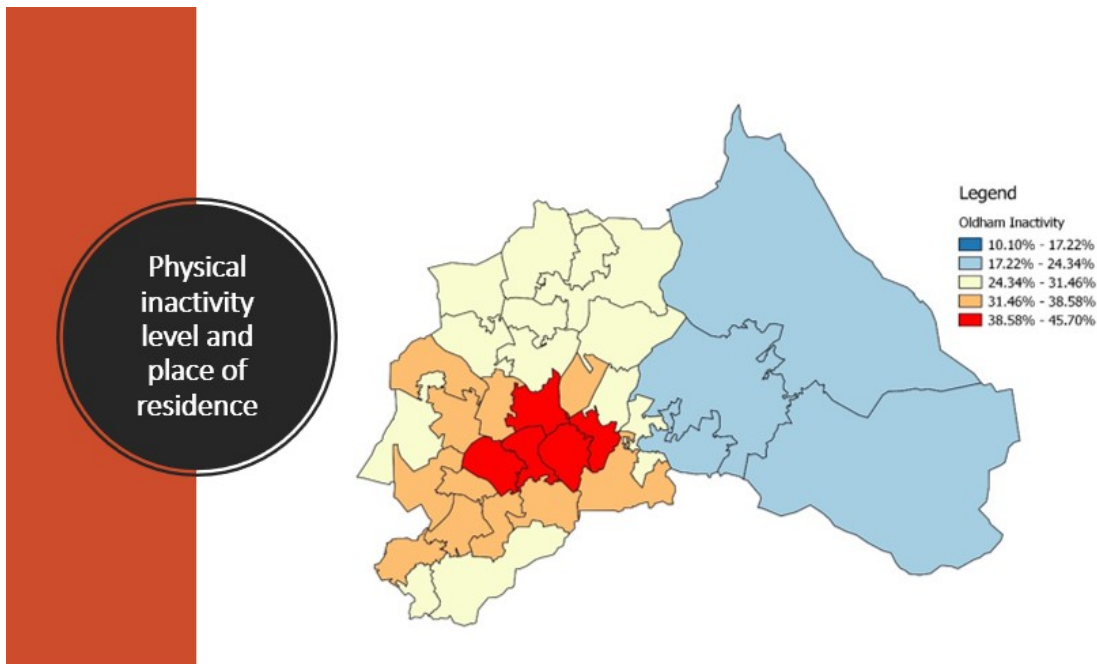 Physical
inactivity
level and
place of
residence
Legend
Oldham Inactivity
10.10% - 17.22%
17.22% - 24.34%
24.34% - 31.46%
31.46% - 38.58%
38.58% - 45.70%